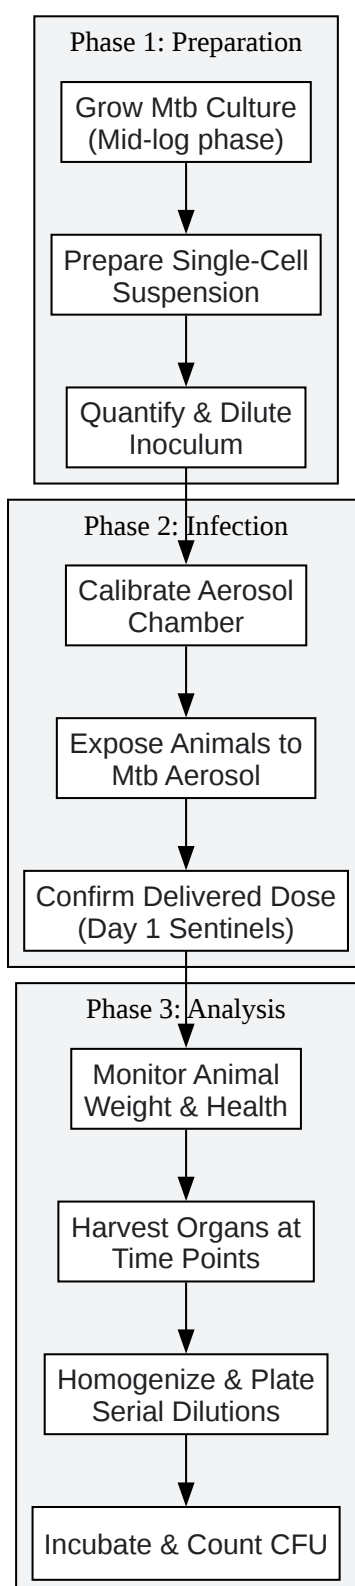 Phase 1: Preparation
Grow Mtb Culture
(Mid-log phase)
Prepare Single-Cell
Suspension
Quantify & Dilute
Inoculum
Phase 2: Infection
Calibrate Aerosol
Chamber
Expose Animals to
Mtb Aerosol
Confirm Delivered Dose
(Day 1 Sentinels)
Phase 3: Analysis
Monitor Animal
Weight & Health
Harvest Organs at
Time Points
Homogenize & Plate
Serial Dilutions
Incubate & Count CFU